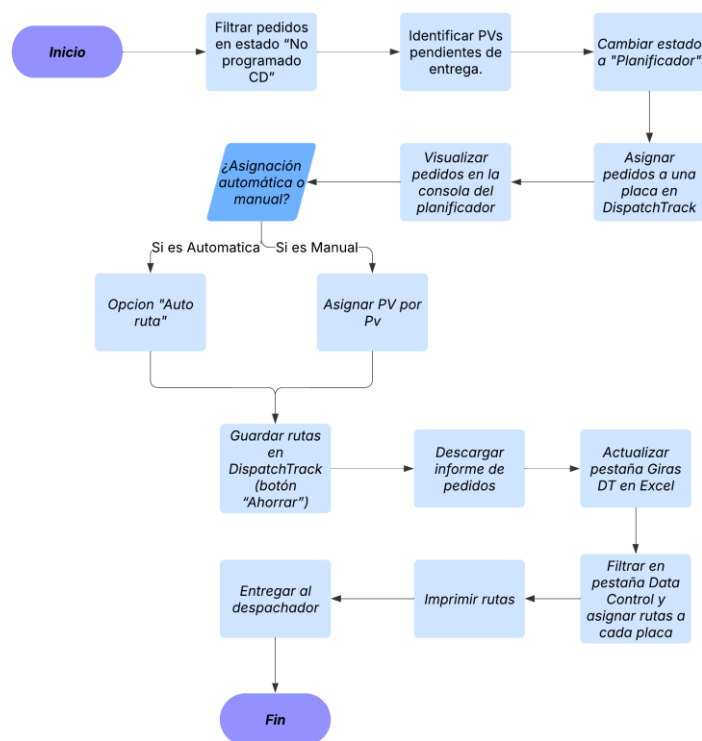 Inicio
Filtrar pedidos
en estado “No
programado
CD”
Identificar PVs
pendientes de
entrega.
Cambiar estado
a "Planificador"
Asignar
pedidos a una
placa en
DispatchTrack
Visualizar
pedidos en la
consola del
planificador
¿Asignación
automática o
manual?
Si es Automatica
Si es Manual
Opcion "Auto
ruta"
Asignar PV por
Pv
Guardar rutas
en
DispatchTrack
(botón
“Ahorrar”)
Descargar
informe de
pedidos
Actualizar
pestaña Giras
DT en Excel
Filtrar en
pestaña Data
Control y
asignar rutas a
cada placa
Imprimir rutas
Entregar al
despachador
Fin